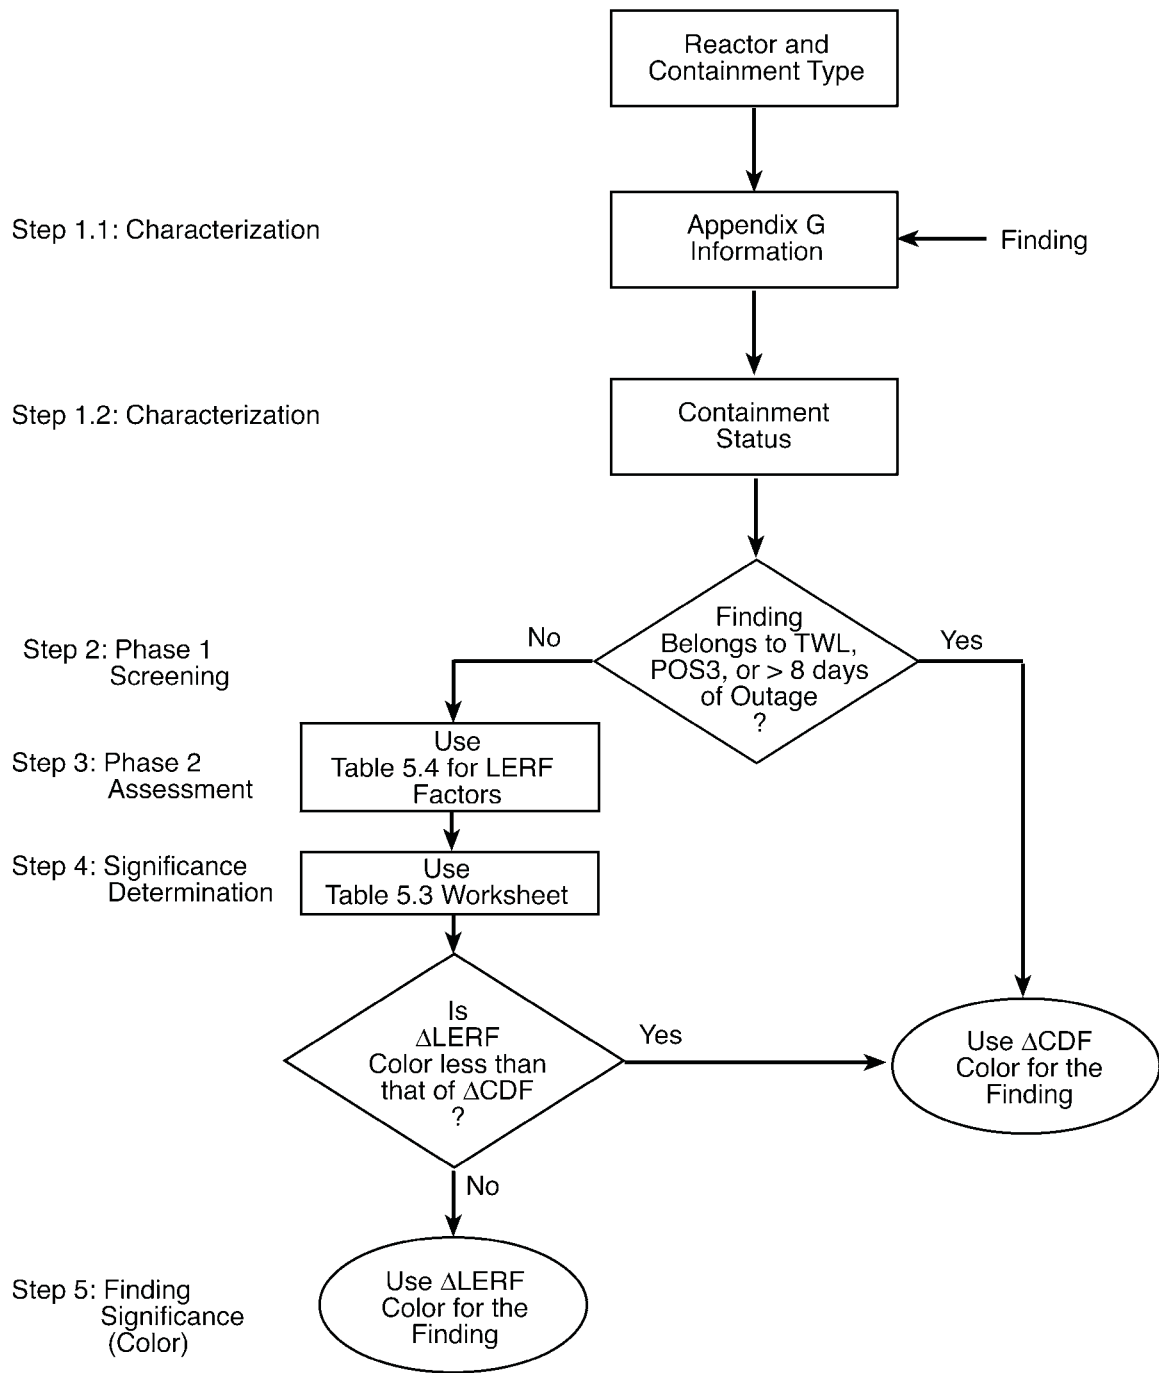 Reactor and
Containment Type
Step 1.1: Characterization
Appendix G
Information
Finding
Step 1.2: Characterization
Containment
Status
Step 2: Phase 1
Screening
No
Finding
Belongs to TWL,
POS3, or > 8 days
of Outage
?
Yes
Step 3: Phase 2
Assessment
Use
Table 5.4 for LERF
Factors
Step 4: Significance
Determination
Use
Table 5.3 Worksheet
Is
ΔLERF
Color less than
that of ΔCDF
?
Yes
Use ΔCDF
Color for the
Finding
No
Step 5: Finding
Significance
(Color)
Use ΔLERF
Color for the
Finding